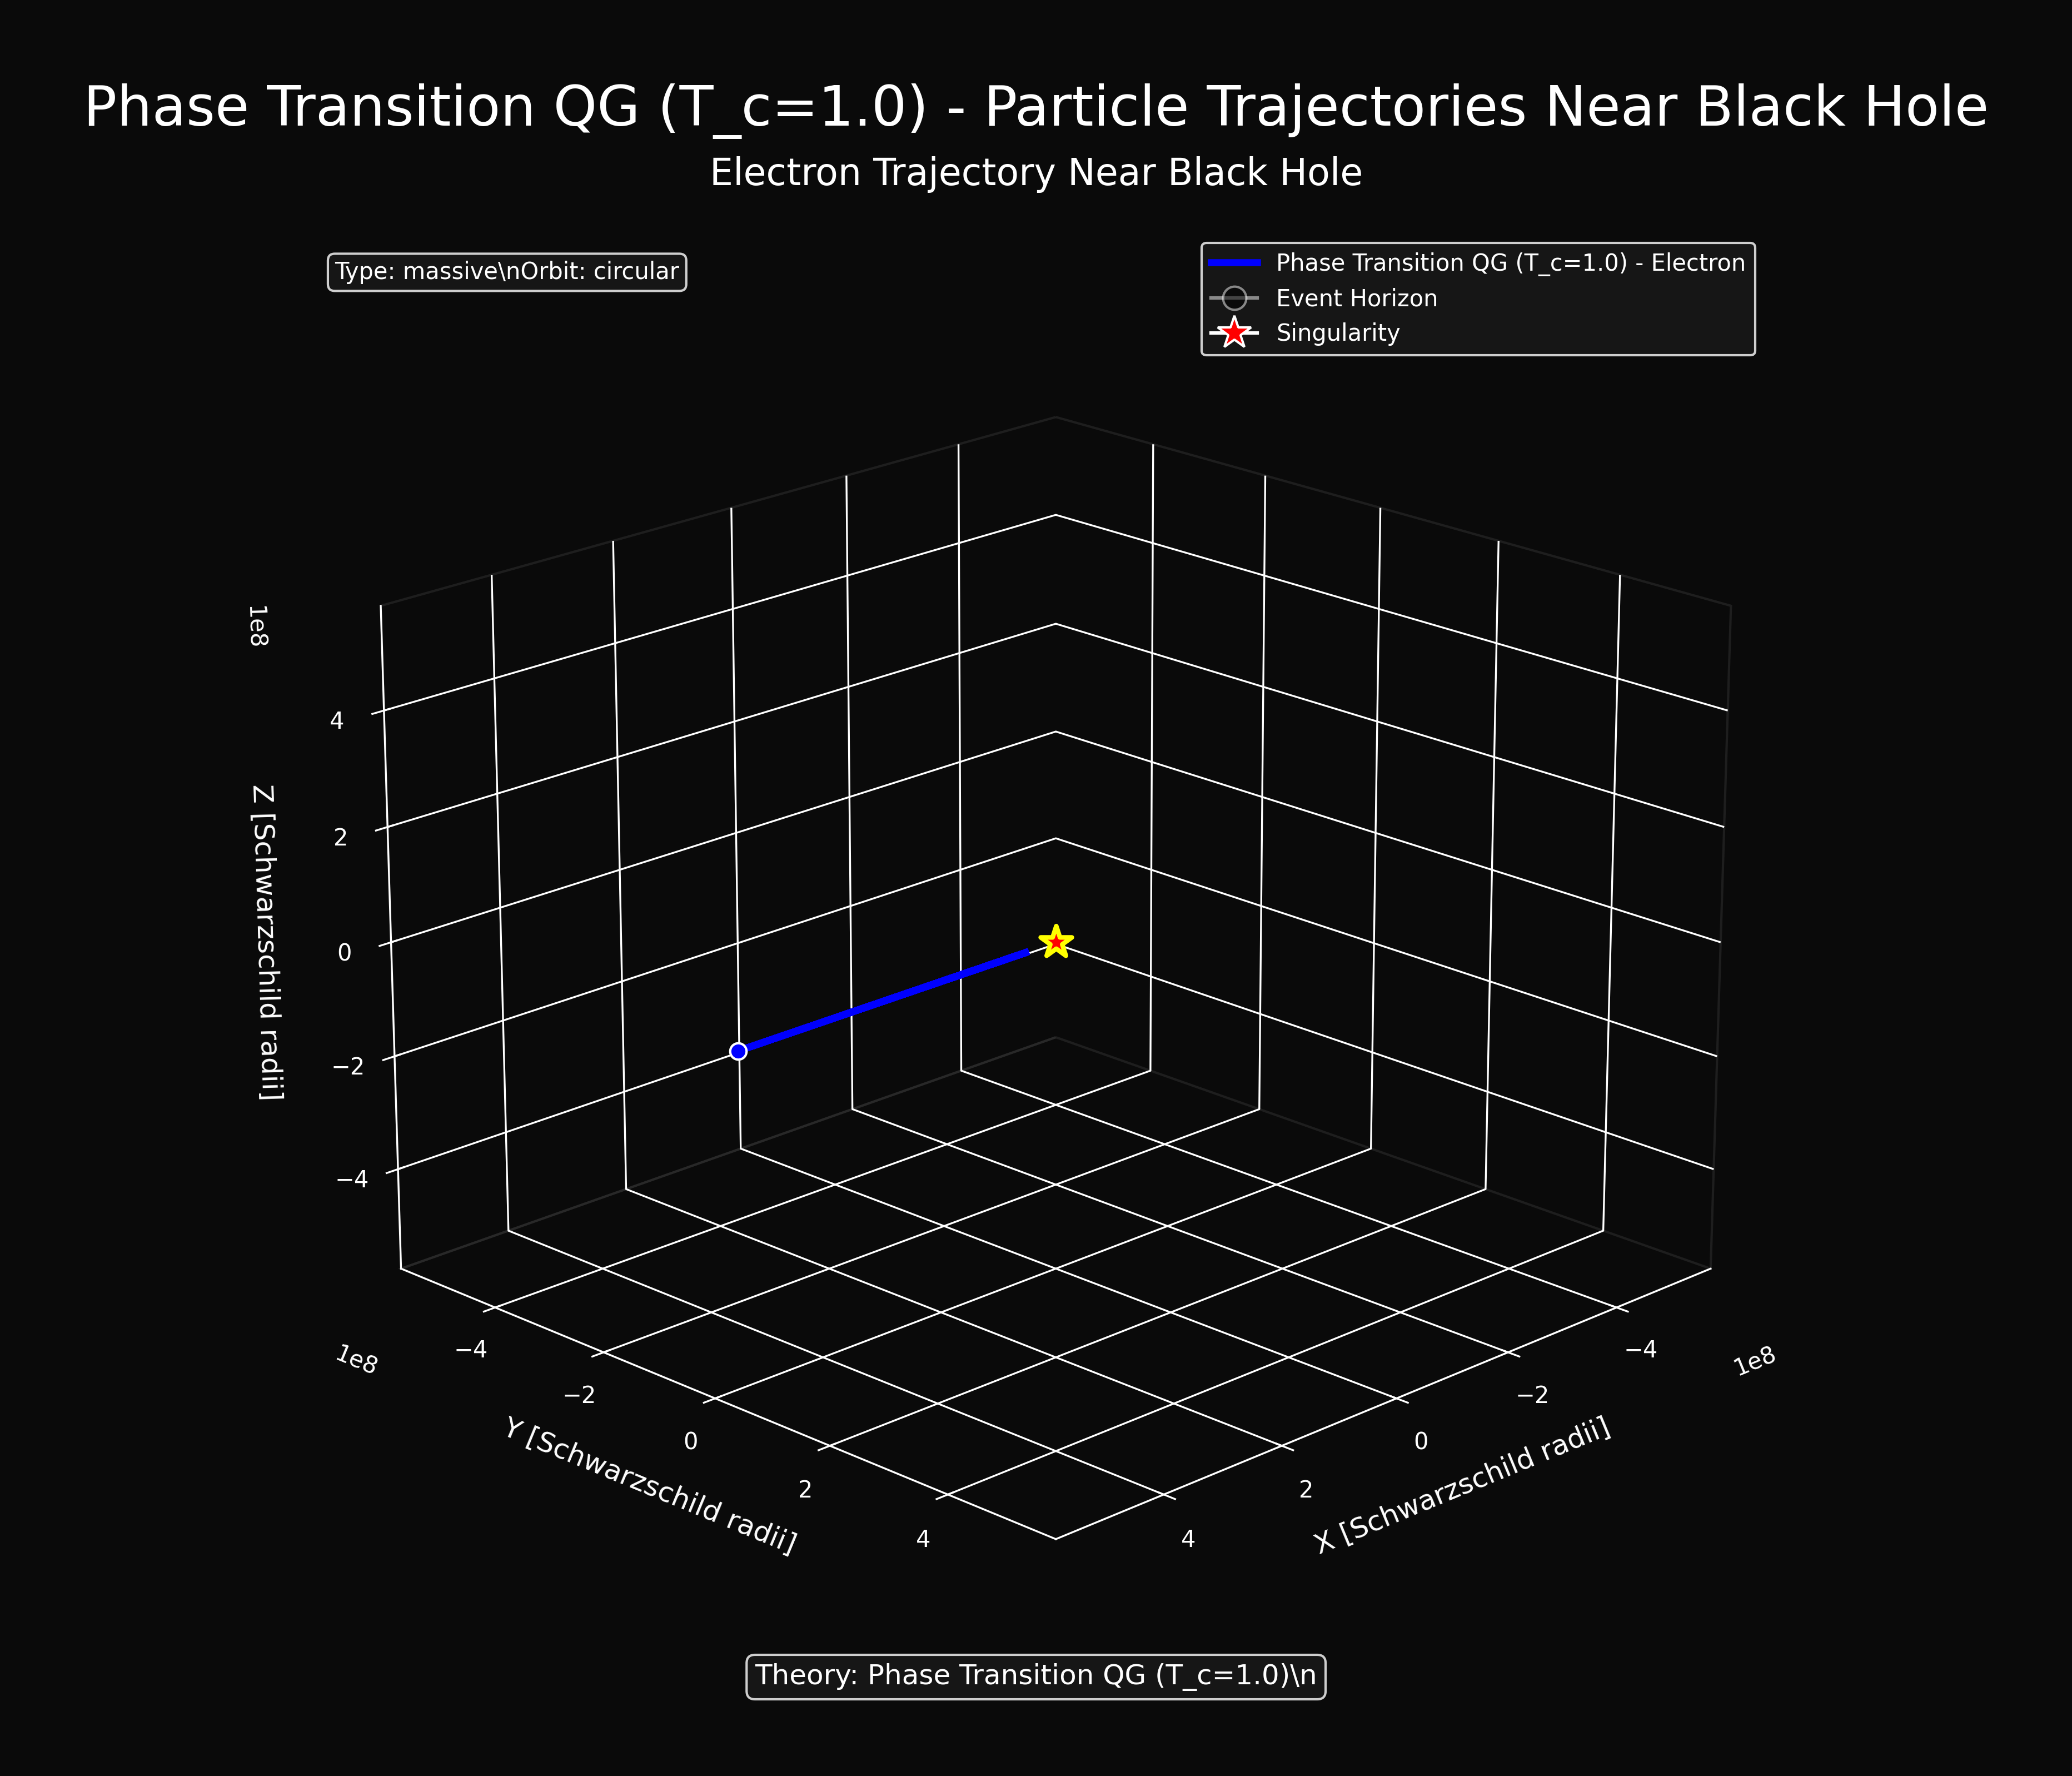 Phase Transition QG (T_c=1.0) - Particle Trajectories Near Black Hole
Electron Trajectory Near Black Hole
Type: massive\nOrbit: circular
Phase Transition QG (T_c=1.0) - Electron
Event Horizon
Singularity
1e8
4
2
0
−2
−4
Z [Schwarzschild radii]
1e8
−4
−2
0
2
4
Y [Schwarzschild radii]
4
2
0
−2
−4
1e8
X [Schwarzschild radii]
Theory: Phase Transition QG (T_c=1.0)\n